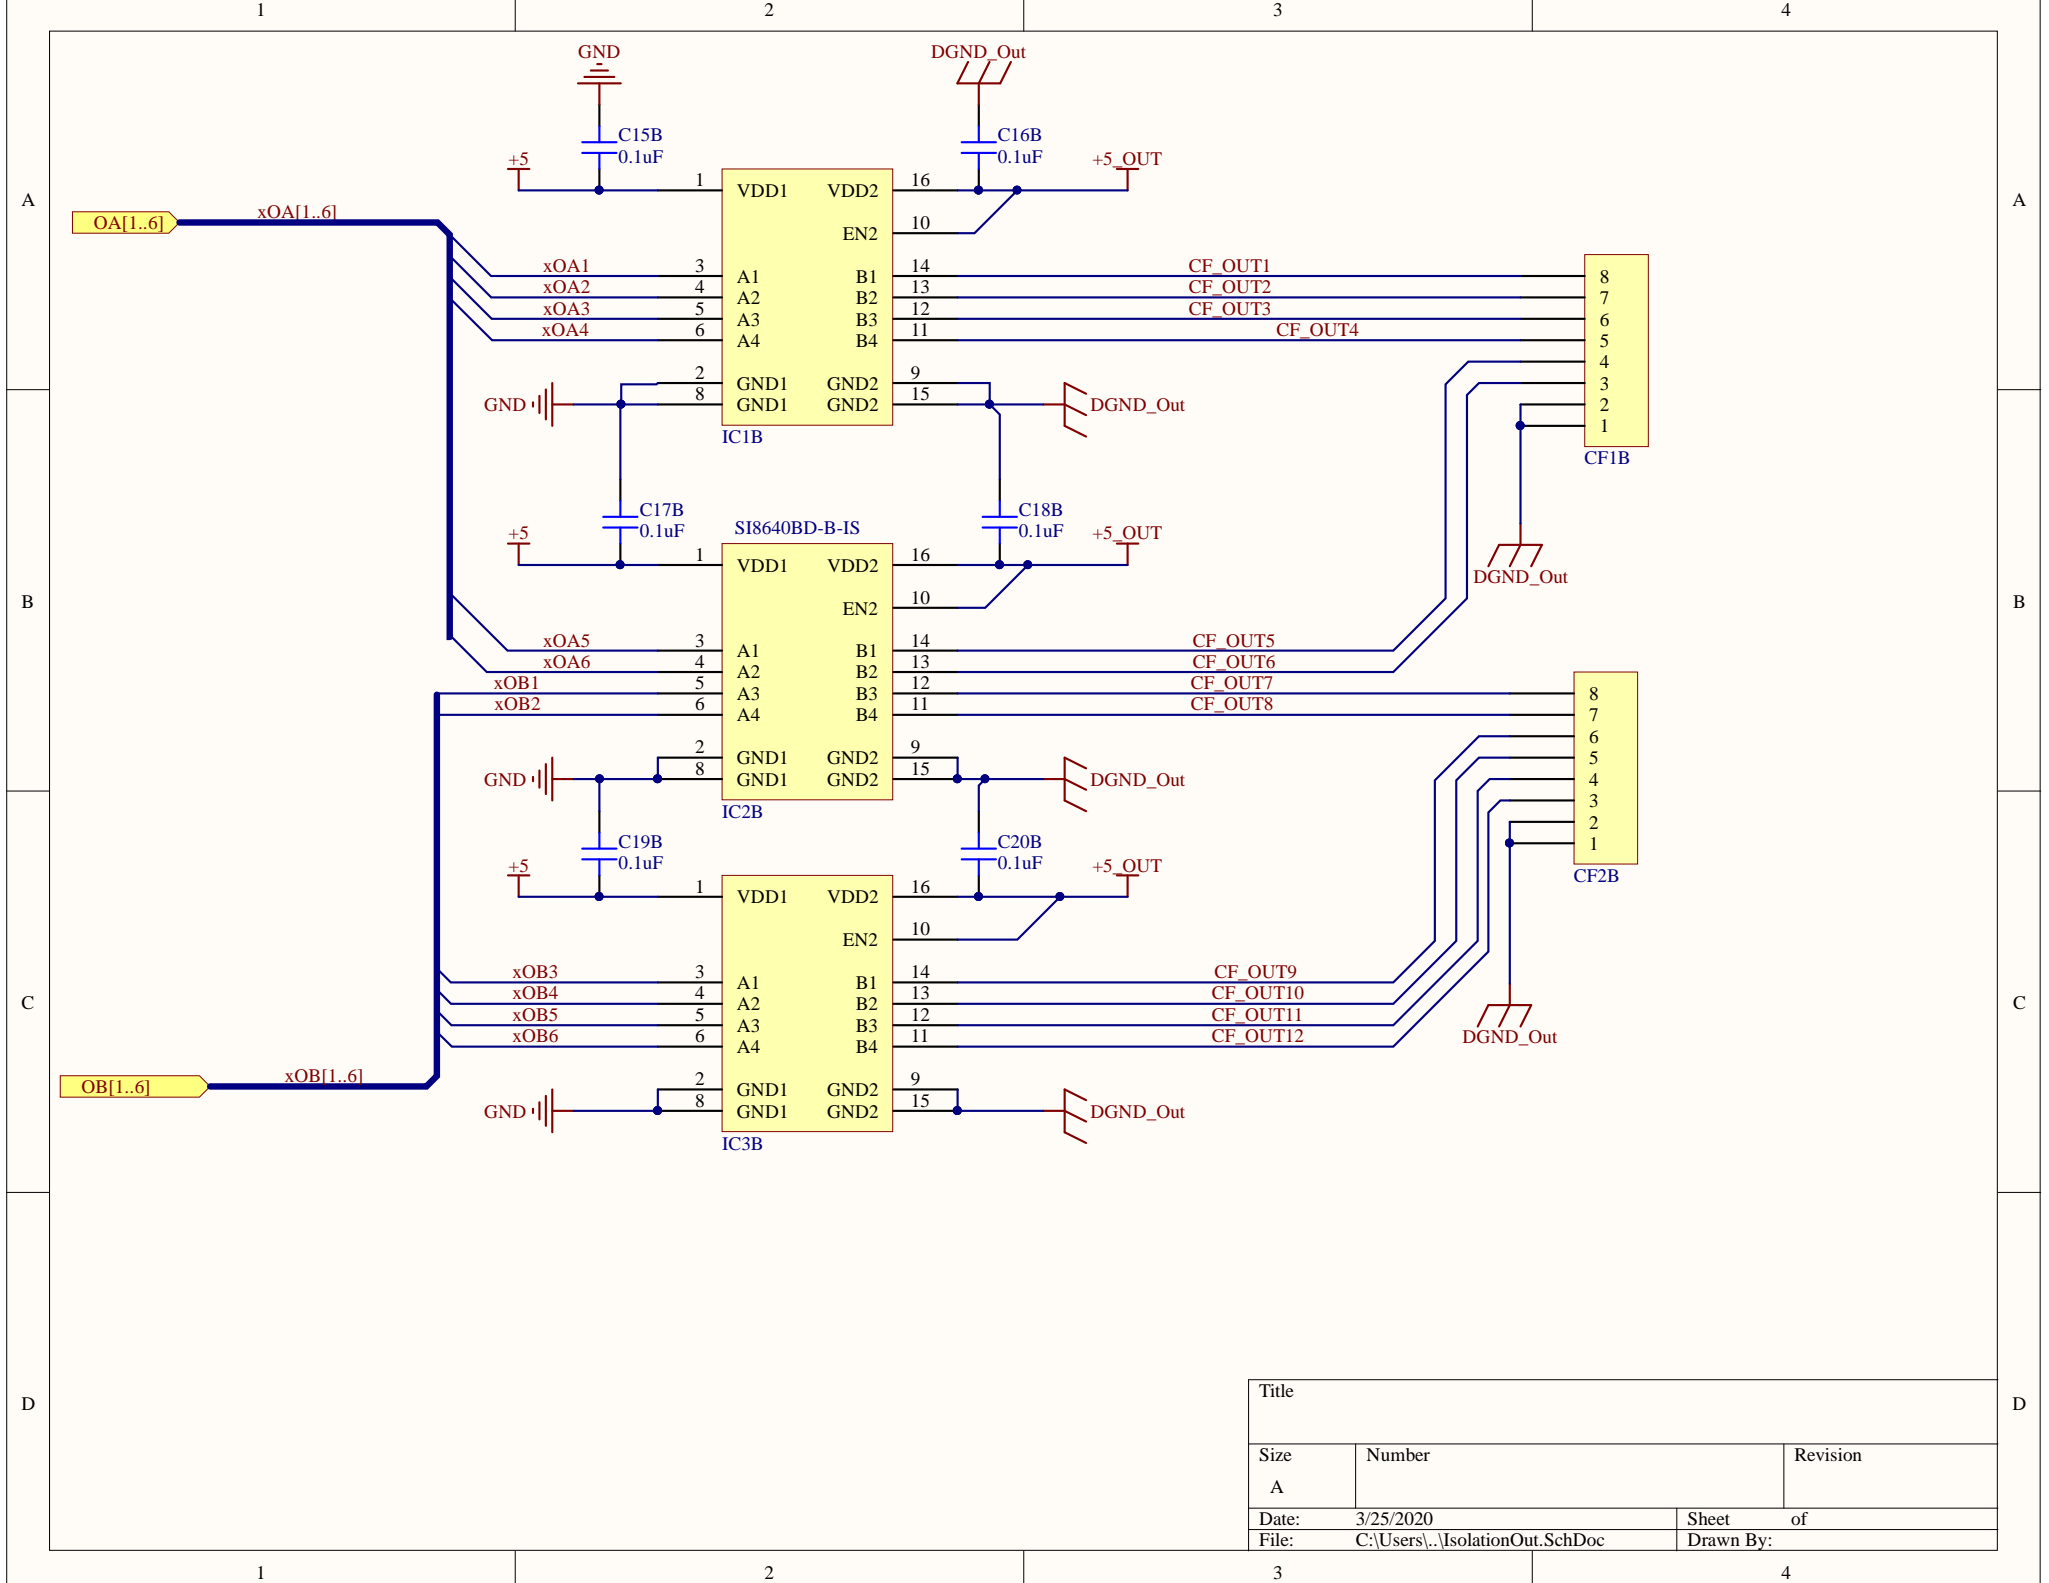 1 2 3 4
GND DGND_Out
C15B C16B
0.1uF 0.1uF
+5 +5_OUT
1 VDD1 VDD2 16
A A
OA[1..6] xOA[1..6]
EN2 10
xOA1 3 A1 B1 14 CF_OUT1 8
xOA2 4 A2 B2 13 CF_OUT2 7
xOA3 5 A3 B3 12 CF_OUT3 6
xOA4 6 A4 B4 11 CF_OUT4 5
4
2 GND1 GND2 9 3
GND 8 GND1 GND2 15 DGND_Out 2
1
IC1B
CF1B
C17B C18B
0.1uF 0.1uF
SI8640BD-B-IS
+5 +5_OUT
1 VDD1 VDD2 16
DGND_Out
B B
EN2 10
xOA5 3 A1 B1 14 CF_OUT5
xOA6 4 A2 B2 13 CF_OUT6
xOB1 5 A3 B3 12 CF_OUT7 8
xOB2 6 A4 B4 11 CF_OUT8 7
6
2 GND1 GND2 9 5
GND 8 GND1 GND2 15 DGND_Out 4
3
IC2B
2
C19B C20B 1
0.1uF 0.1uF
+5 +5_OUT
CF2B
1 VDD1 VDD2 16
EN2 10
xOB3 3 A1 B1 14 CF_OUT9
xOB4 4 A2 B2 13 CF_OUT10
C C
xOB5 5 A3 B3 12 CF_OUT11
xOB6 6 A4 B4 11 CF_OUT12
DGND_Out
OB[1..6] xOB[1..6]
2 GND1 GND2 9
GND 8 GND1 GND2 15 DGND_Out
IC3B
D D
Title
Size Number Revision
A
Date: 3/25/2020 Sheet of
File: C:\Users\..\IsolationOut.SchDoc Drawn By:
1 2 3 4